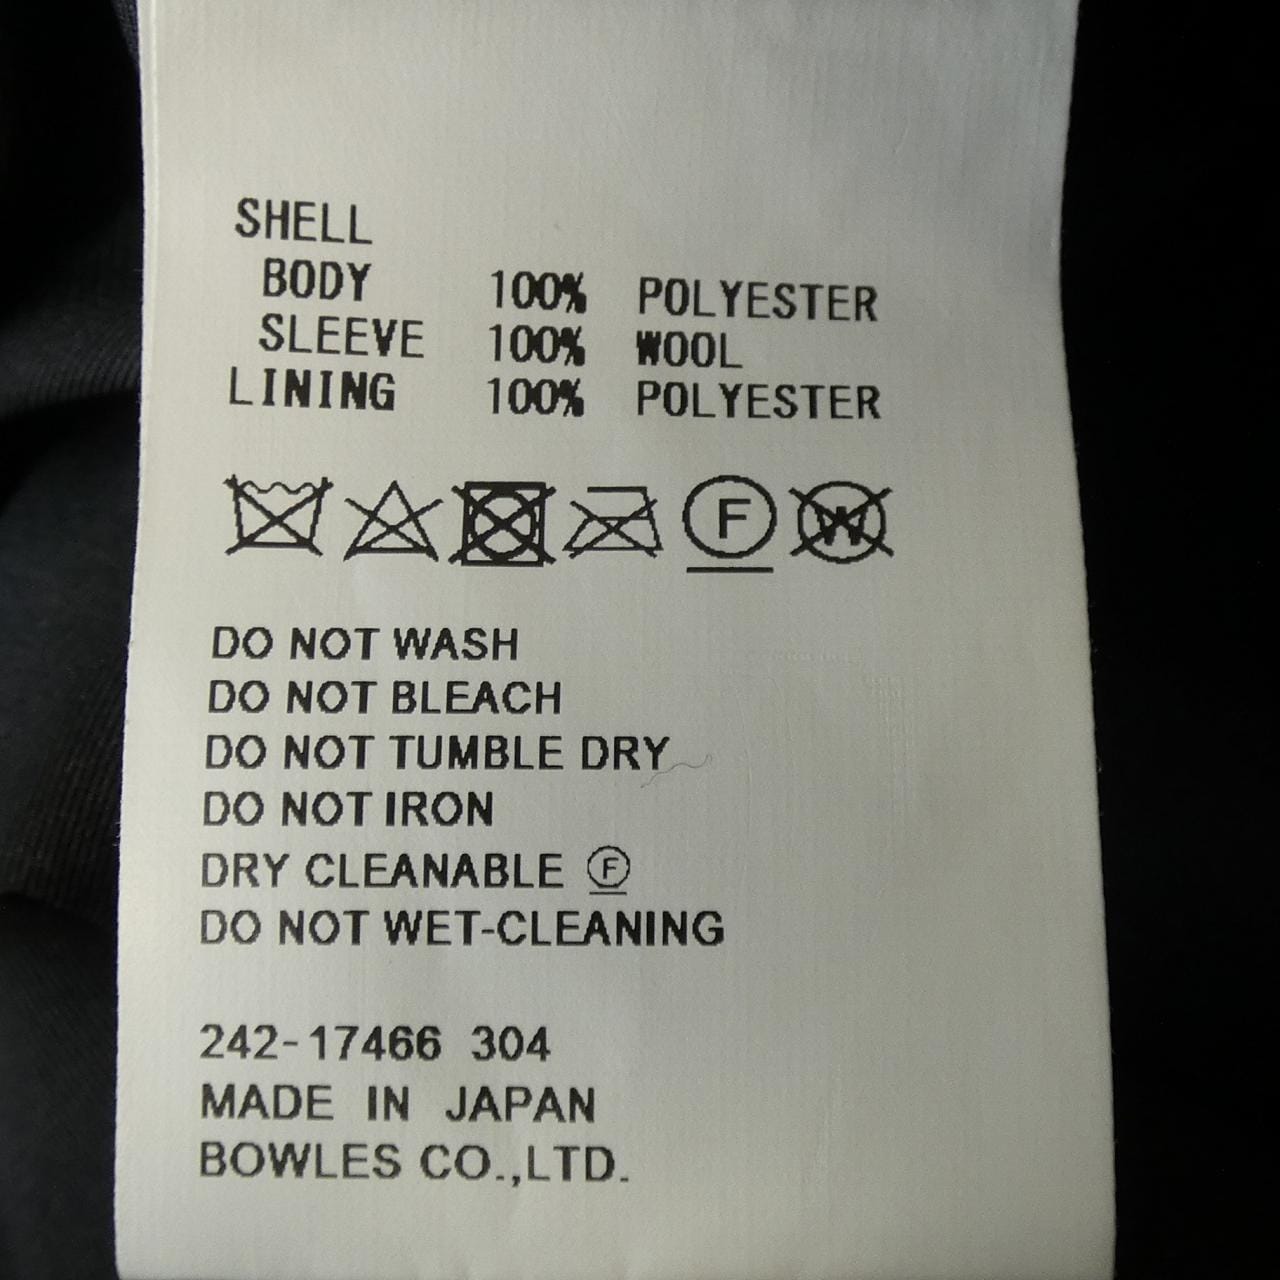 SHELL
BODY 100% POLYESTER
SLEEVE 100% WOOL
LINING 100% POLYESTER
F W
DO NOT WASH
DO NOT BLEACH
DO NOT TUMBLE DRY
DO NOT IRON
DRY CLEANABLE F
DO NOT WET-CLEANING
242-17466 304
MADE IN JAPAN
BOWLES CO.,LTD.